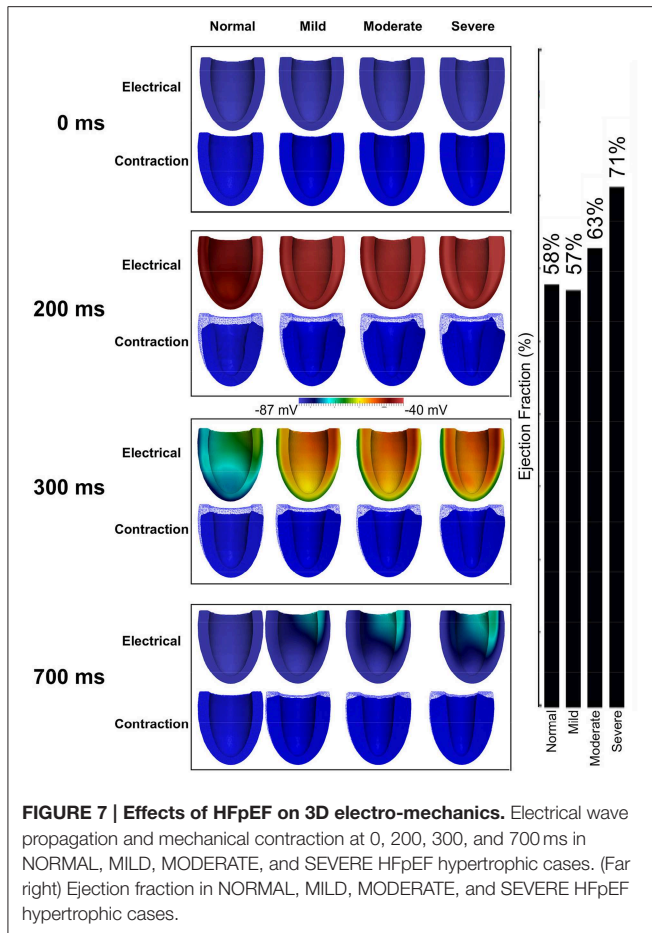 Normal Mild Moderate Severe
0 ms
Electrical
Contraction
200 ms
Electrical
Contraction
-87 mV -40 mV
300 ms
Electrical
Contraction
700 ms
Electrical
Contraction
Ejection Fraction (%)
58%
57%
63%
71%
Normal
Mild
Moderate
Severe
FIGURE 7 | Effects of HFpEF on 3D electro-mechanics. Electrical wave
propagation and mechanical contraction at 0, 200, 300, and 700 ms in
NORMAL, MILD, MODERATE, and SEVERE HFpEF hypertrophic cases. (Far
right) Ejection fraction in NORMAL, MILD, MODERATE, and SEVERE HFpEF
hypertrophic cases.